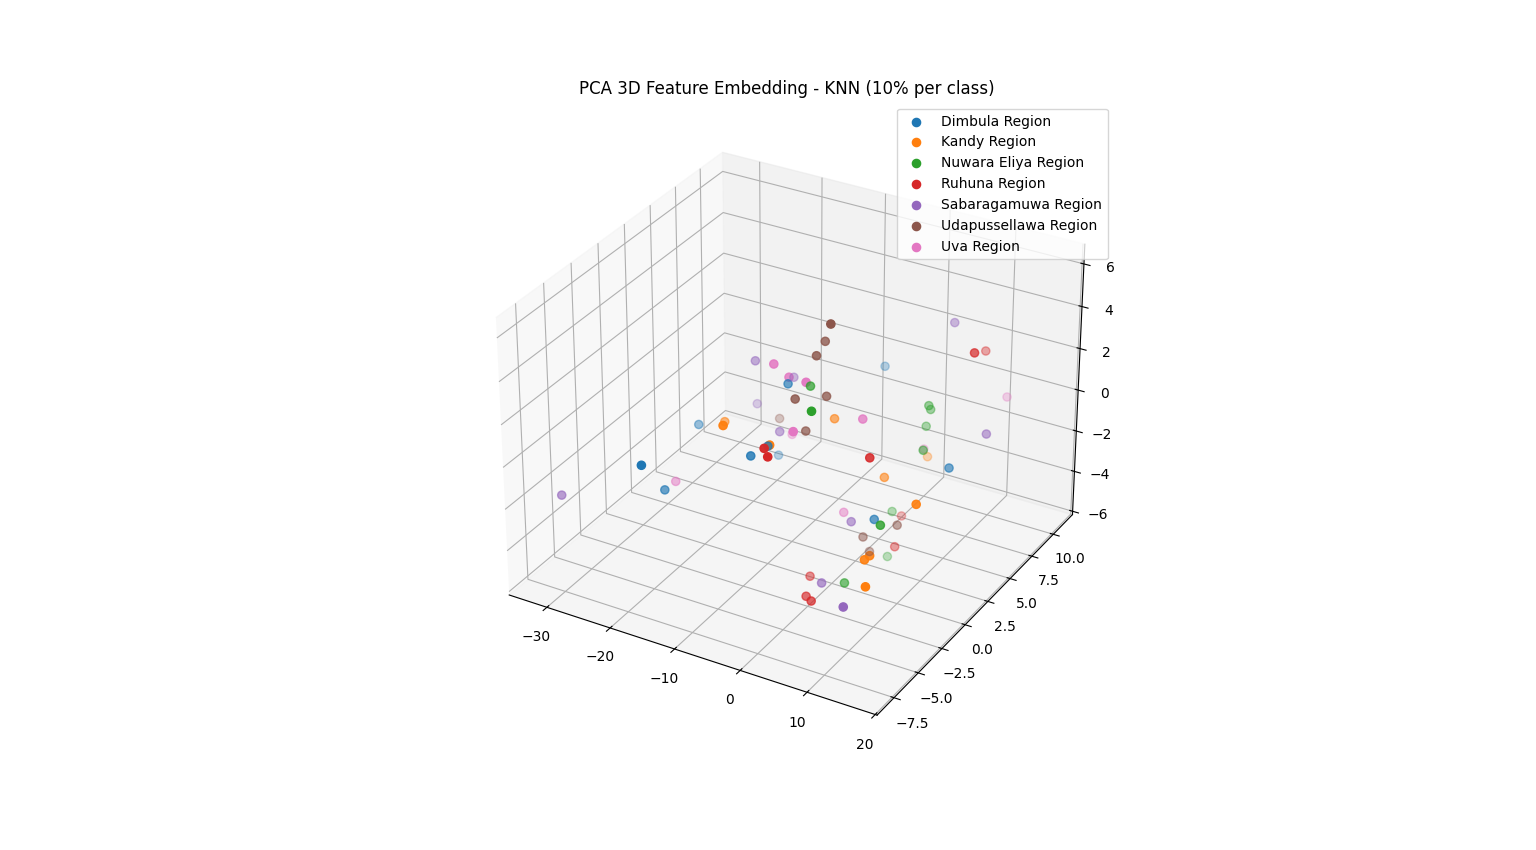 PCA 3D Feature Embedding - KNN (10% per class)
Dimbula Region
Kandy Region
Nuwara Eliya Region
Ruhuna Region
Sabaragamuwa Region
Udapussellawa Region
Uva Region
6
4
2
0
−2
−4
−6
10.0
7.5
5.0
2.5
0.0
−2.5
−5.0
−7.5
−30
−20
−10
0
10
20